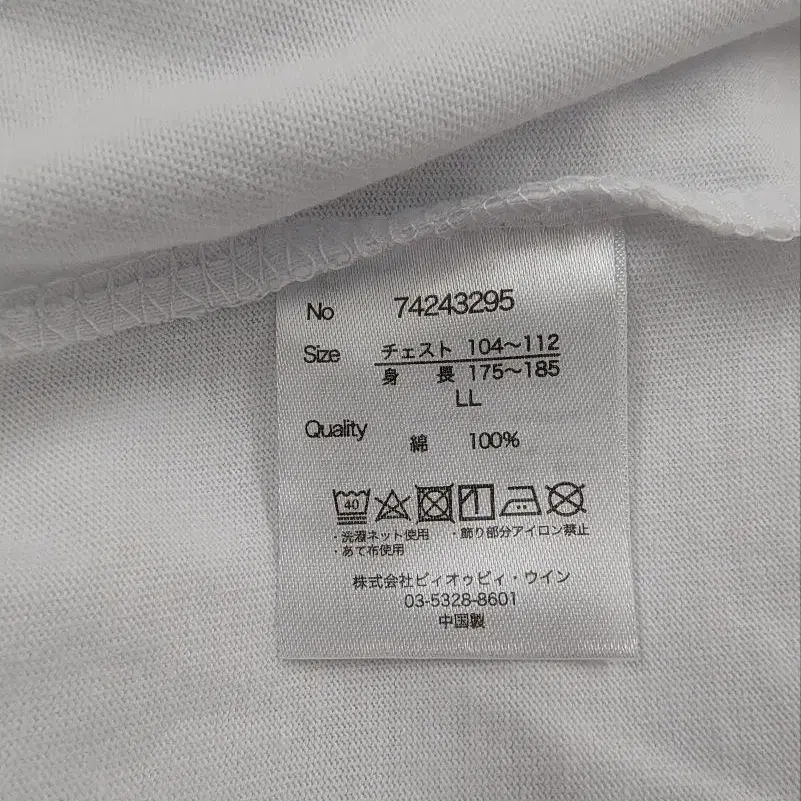 No 74243295
Size チェスト 104～112
身 長 175～185
LL
Quality 綿 100%
40
・洗濯ネット使用 ・飾り部分アイロン禁止
・あて布使用
株式会社ビィオゥビィ・ウイン
03-5328-8601
中国製